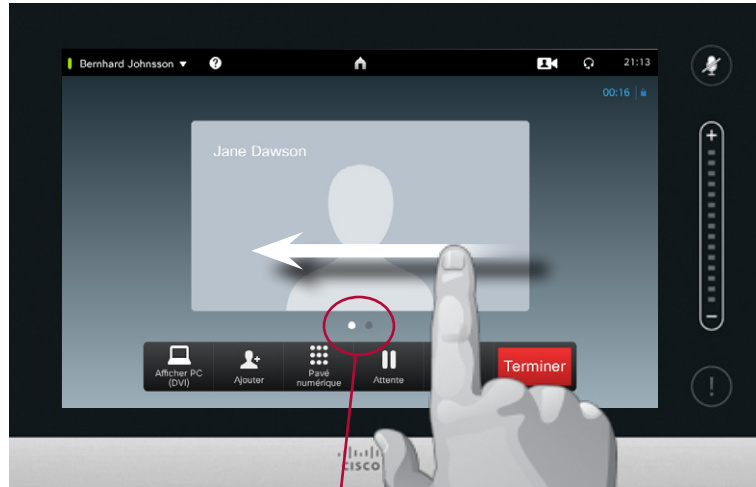 Bernhard Johnsson
?
21:13
00:16
Jane Dawson
+
−
Afficher PC
(DVI)
Ajouter
Pavé
numérique
Attente
Terminer
!
cisco